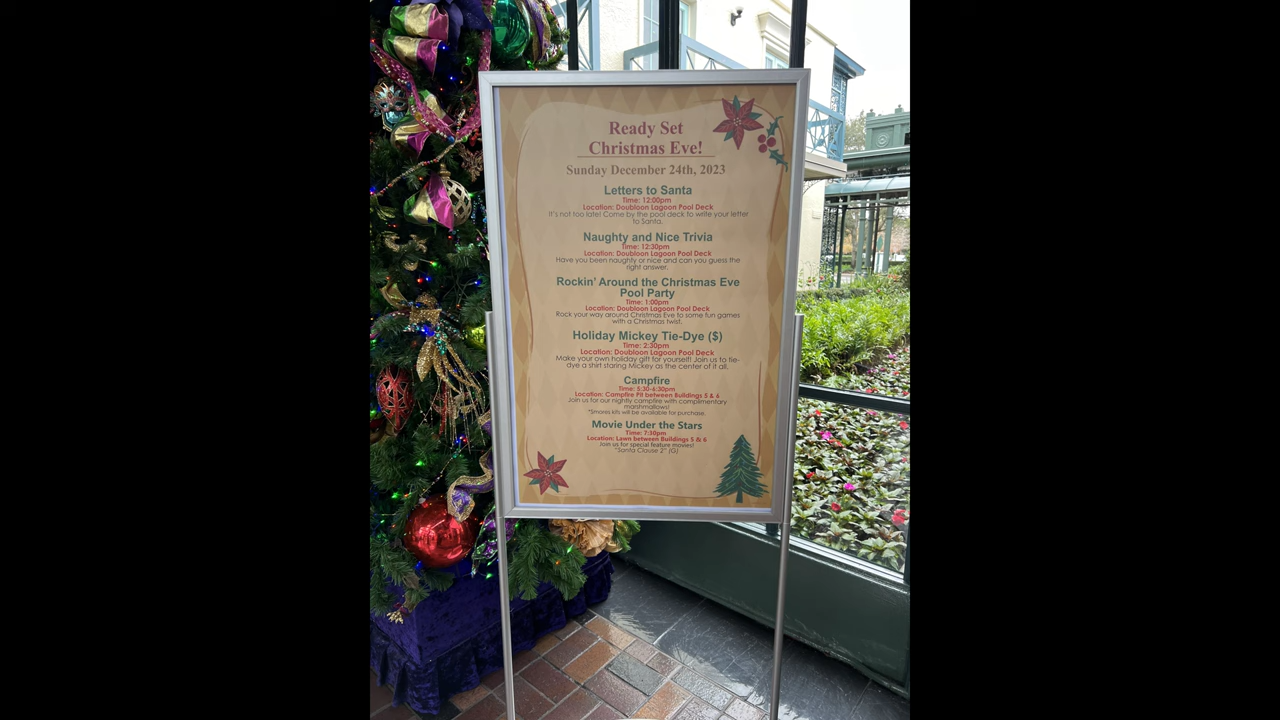 Ready Set
Christmas Eve!
Sunday December 24th, 2023
Letters to Santa
Time: 12:00pm
Location: Doubloon Lagoon Pool Deck
It's not too late! Come by the pool deck to write your letter
to Santa.
Naughty and Nice Trivia
Time: 12:30pm
Location: Doubloon Lagoon Pool Deck
Have you been naughty or nice and can you guess the
right answer.
Rockin' Around the Christmas Eve
Pool Party
Time: 1:00pm
Location: Doubloon Lagoon Pool Deck
Rock your way around Christmas Eve to some fun games
with a Christmas twist.
Holiday Mickey Tie-Dye ($)
Time: 2:30pm
Location: Doubloon Lagoon Pool Deck
Make your own holiday gift for yourself! Join us to tie-
dye a shirt staring Mickey as the center of it all.
Campfire
Time: 5:30-6:30pm
Location: Campfire Pit between Buildings 5 & 6
Join us for our nightly campfire with complimentary
marshmallows!
*Smores kits will be available for purchase.
Movie Under the Stars
Time: 7:30pm
Location: Lawn between Buildings 5 & 6
Join us for special feature movies!
"Santa Clause 2" (G)